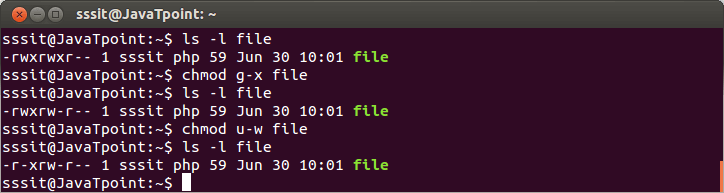 sssit@JavaTpoint: ~
sssit@JavaTpoint:~$ ls -l file
-rwxrwxr-- 1 sssit php 59 Jun 30 10:01 file
sssit@JavaTpoint:~$ chmod g-x file
sssit@JavaTpoint:~$ ls -l file
-rwxrw-r-- 1 sssit php 59 Jun 30 10:01 file
sssit@JavaTpoint:~$ chmod u-w file
sssit@JavaTpoint:~$ ls -l file
-r-xrw-r-- 1 sssit php 59 Jun 30 10:01 file
sssit@JavaTpoint:~$